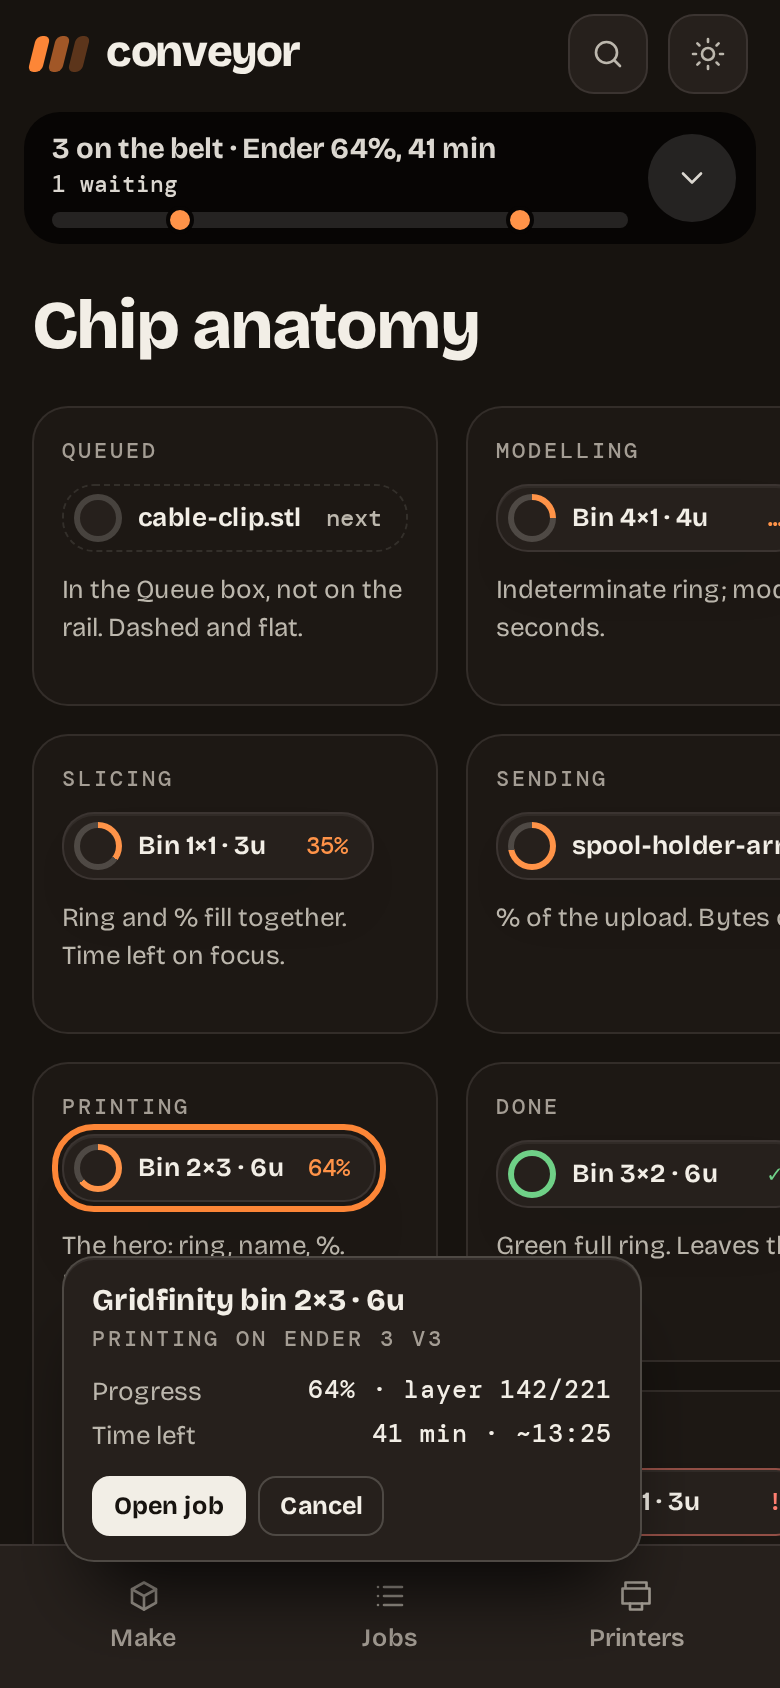 conveyor
3 on the belt · Ender 64%, 41 min
1 waiting
Chip anatomy
QUEUED
cable-clip.stl next
In the Queue box, not on the
rail. Dashed and flat.
MODELLING
Bin 4×1 · 4u …
Indeterminate ring;
seconds.
SLICING
Bin 1×1 · 3u 35%
Ring and % fill together.
Time left on focus.
SENDING
spool-holder-arr
% of the upload. Bytes
PRINTING
Bin 2×3 · 6u 64%
The hero: ring, name, %.
DONE
Bin 3×2 · 6u ✓
Green full ring. Leaves
Gridfinity bin 2×3 · 6u
PRINTING ON ENDER 3 V3
Progress 64% · layer 142/221
Time left 41 min · ~13:25
Open job Cancel
1 · 3u !
Make Jobs Printers